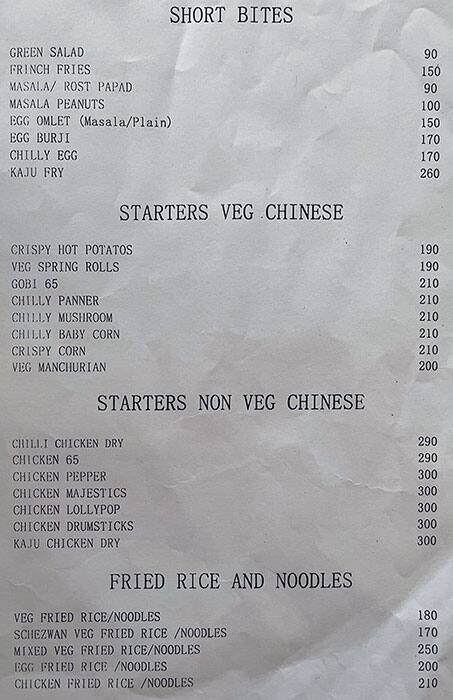 SHORT BITES
GREEN SALAD 90
FRINCH FRIES 150
MASALA/ ROST PAPAD 90
MASALA PEANUTS 100
EGG OMLET (Masala/Plain) 150
EGG BURJI 170
CHILLY EGG 170
KAJU FRY 260
STARTERS VEG CHINESE
CRISPY HOT POTATOS 190
VEG SPRING ROLLS 190
GOBI 65 210
CHILLY PANNER 210
CHILLY MUSHROOM 210
CHILLY BABY CORN 210
CRISPY CORN 210
VEG MANCHURIAN 200
STARTERS NON VEG CHINESE
CHILLI CHICKEN DRY 290
CHICKEN 65 290
CHICKEN PEPPER 300
CHICKEN MAJESTICS 300
CHICKEN LOLLYPOP 300
CHICKEN DRUMSTICKS 300
KAJU CHICKEN DRY 300
FRIED RICE AND NOODLES
VEG FRIED RICE/NOODLES 180
SCHEZWAN VEG FRIED RICE /NOODLES 170
MIXED VEG FRIED RICE/NOODLES 250
EGG FRIED RICE /NOODLES 200
CHICKEN FRIED RICE /NOODLES 210